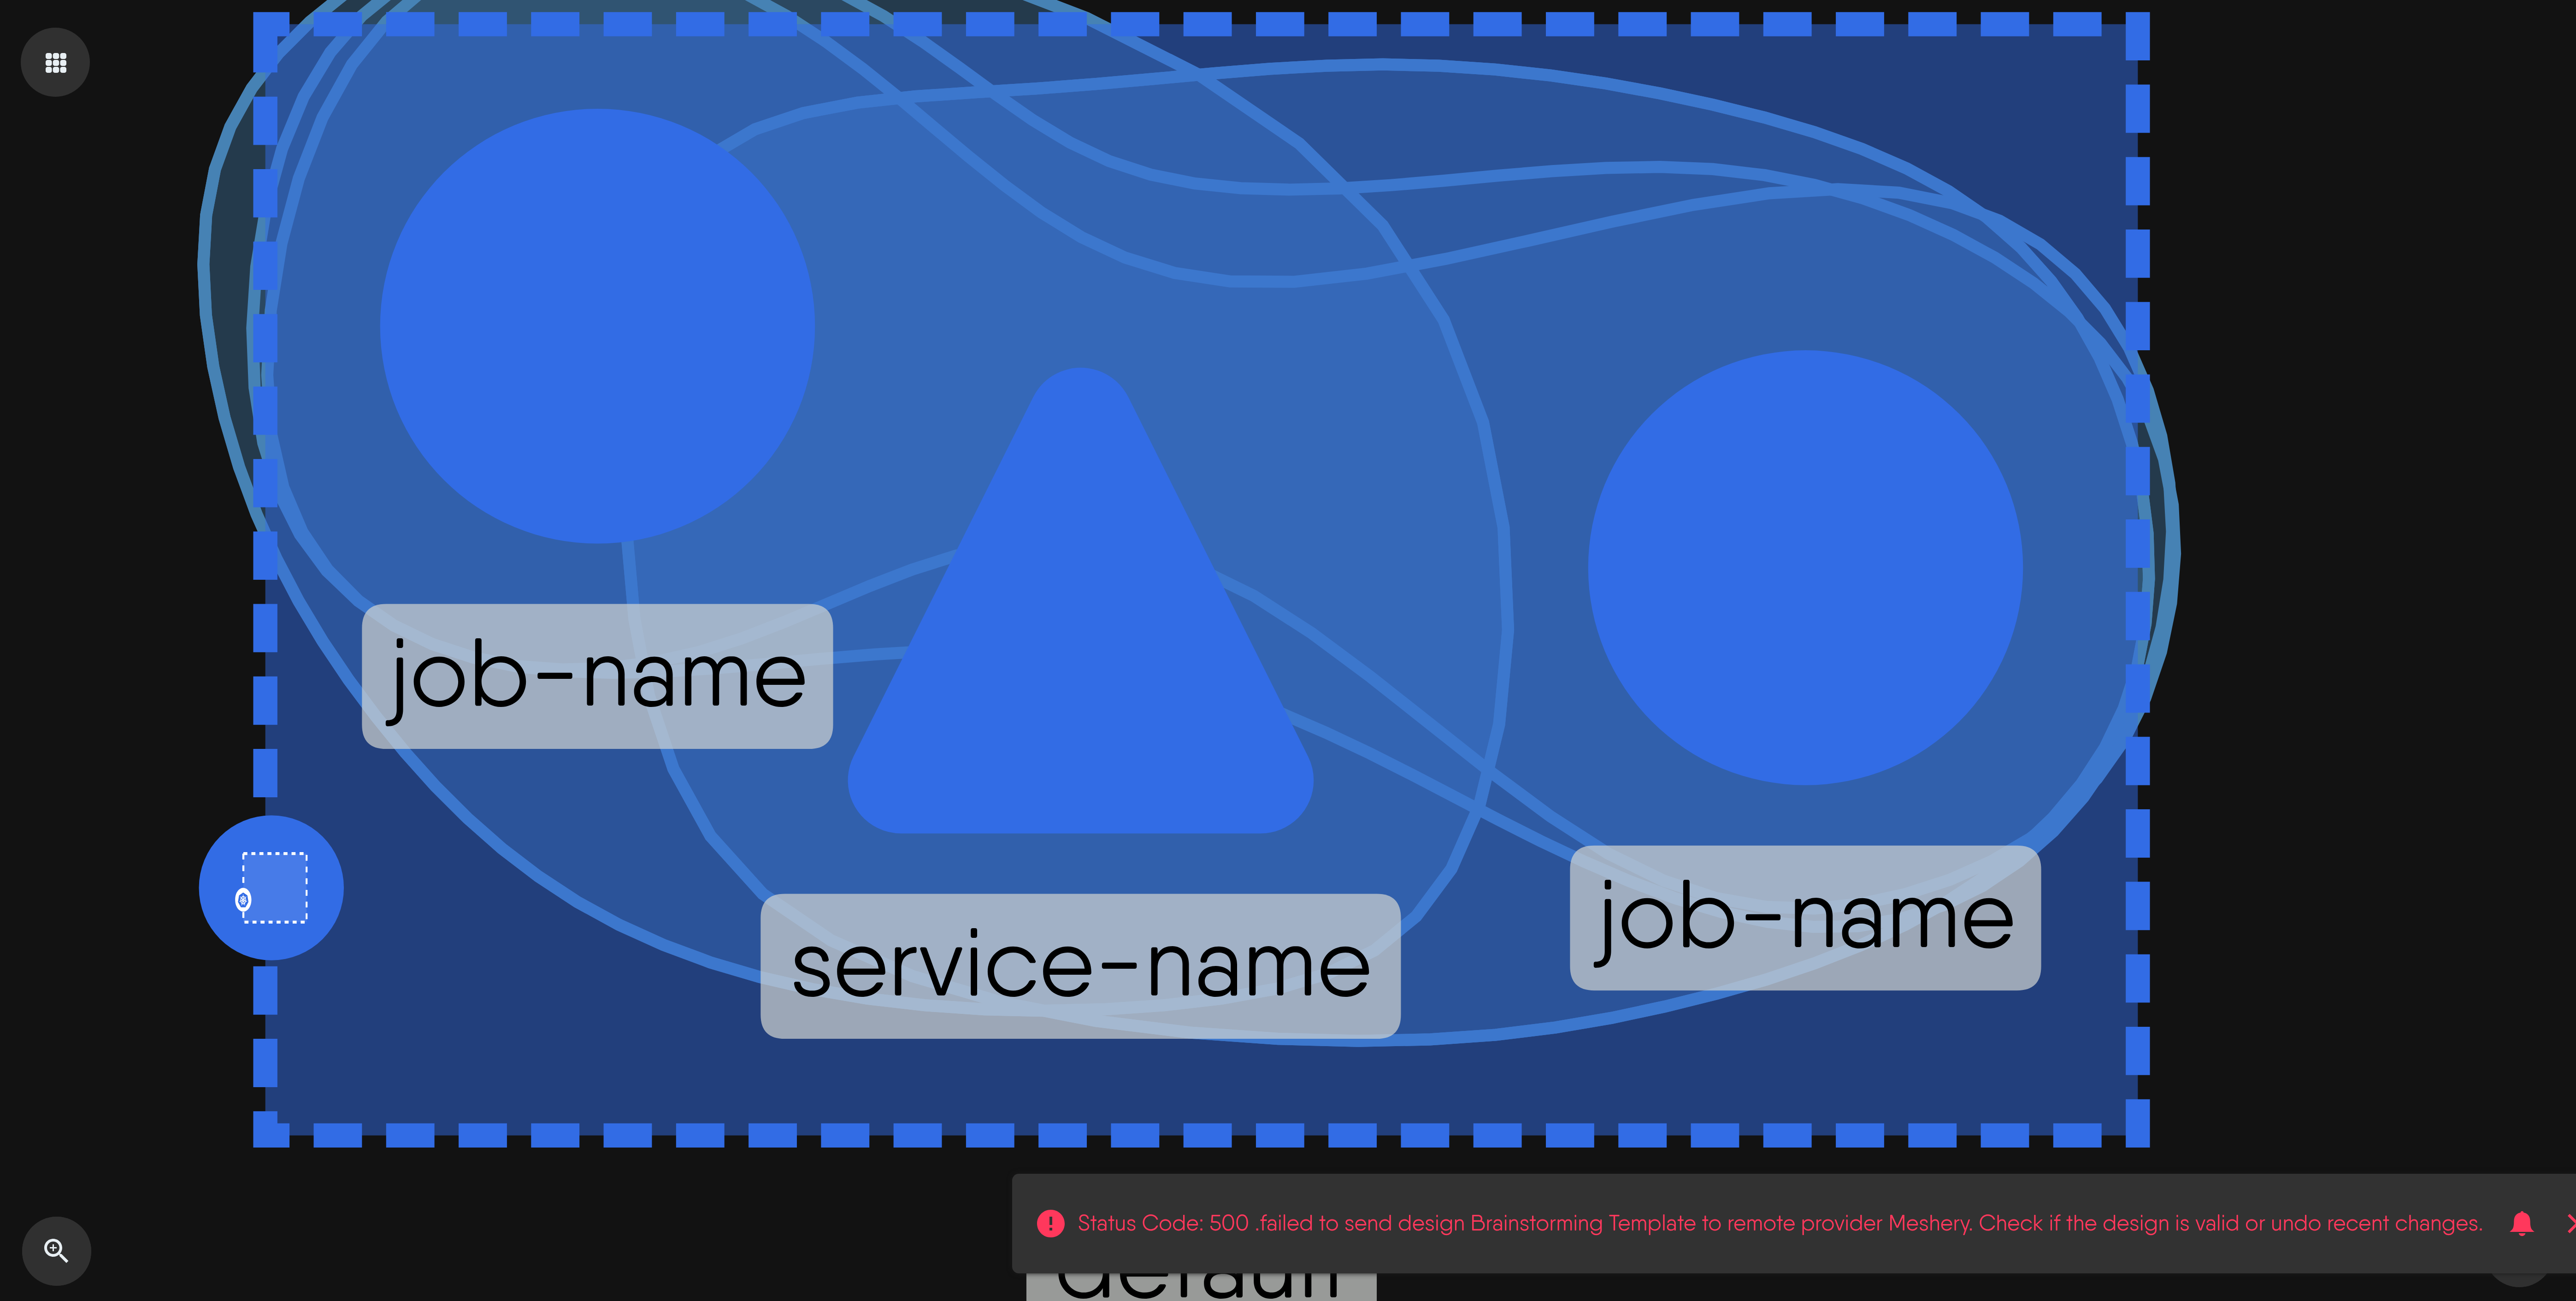 job-name
job-name
service-name
Status Code: 500 .failed to send design Brainstorming Template to remote provider Meshery. Check if the design is valid or undo recent changes.
default